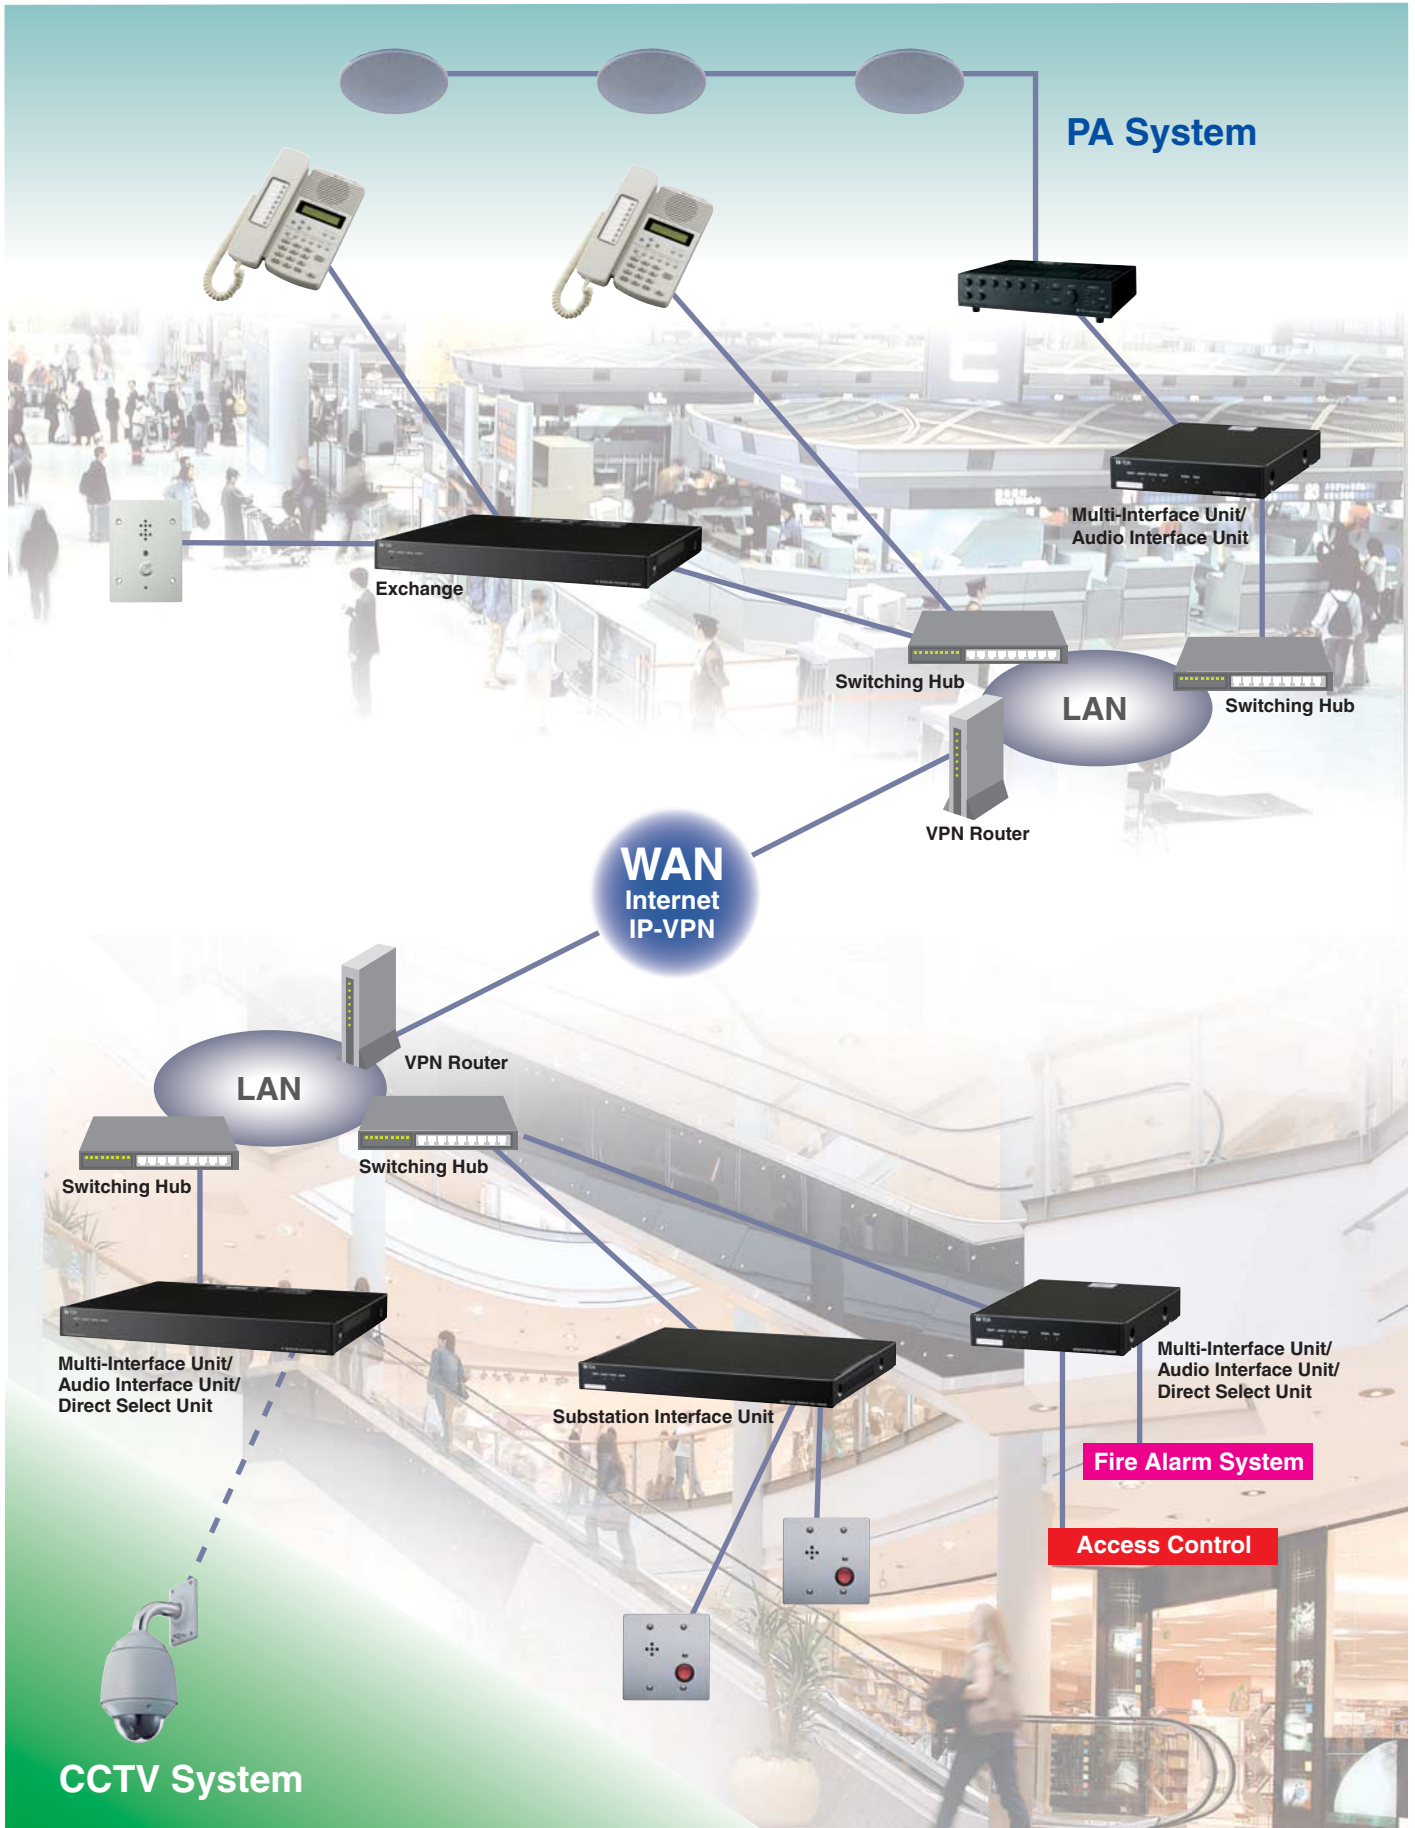 PA System
Multi-Interface Unit/
Audio Interface Unit
Exchange
Switching Hub
LAN
Switching Hub
VPN Router
WAN
Internet
IP-VPN
VPN Router
LAN
Switching Hub
Switching Hub
Multi-Interface Unit/
Audio Interface Unit/
Direct Select Unit
Substation Interface Unit
Multi-Interface Unit/
Audio Interface Unit/
Direct Select Unit
Fire Alarm System
Access Control
CCTV System